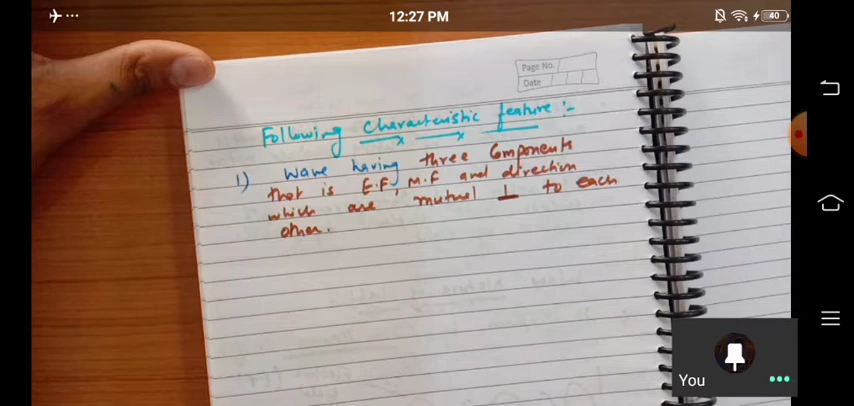 12:27 PM
40
Page No.
Date
Following characteristic feature :-
1) Wave having three Components
that is E.F, M.F and direction
which are mutual ⊥ to each
other.
You